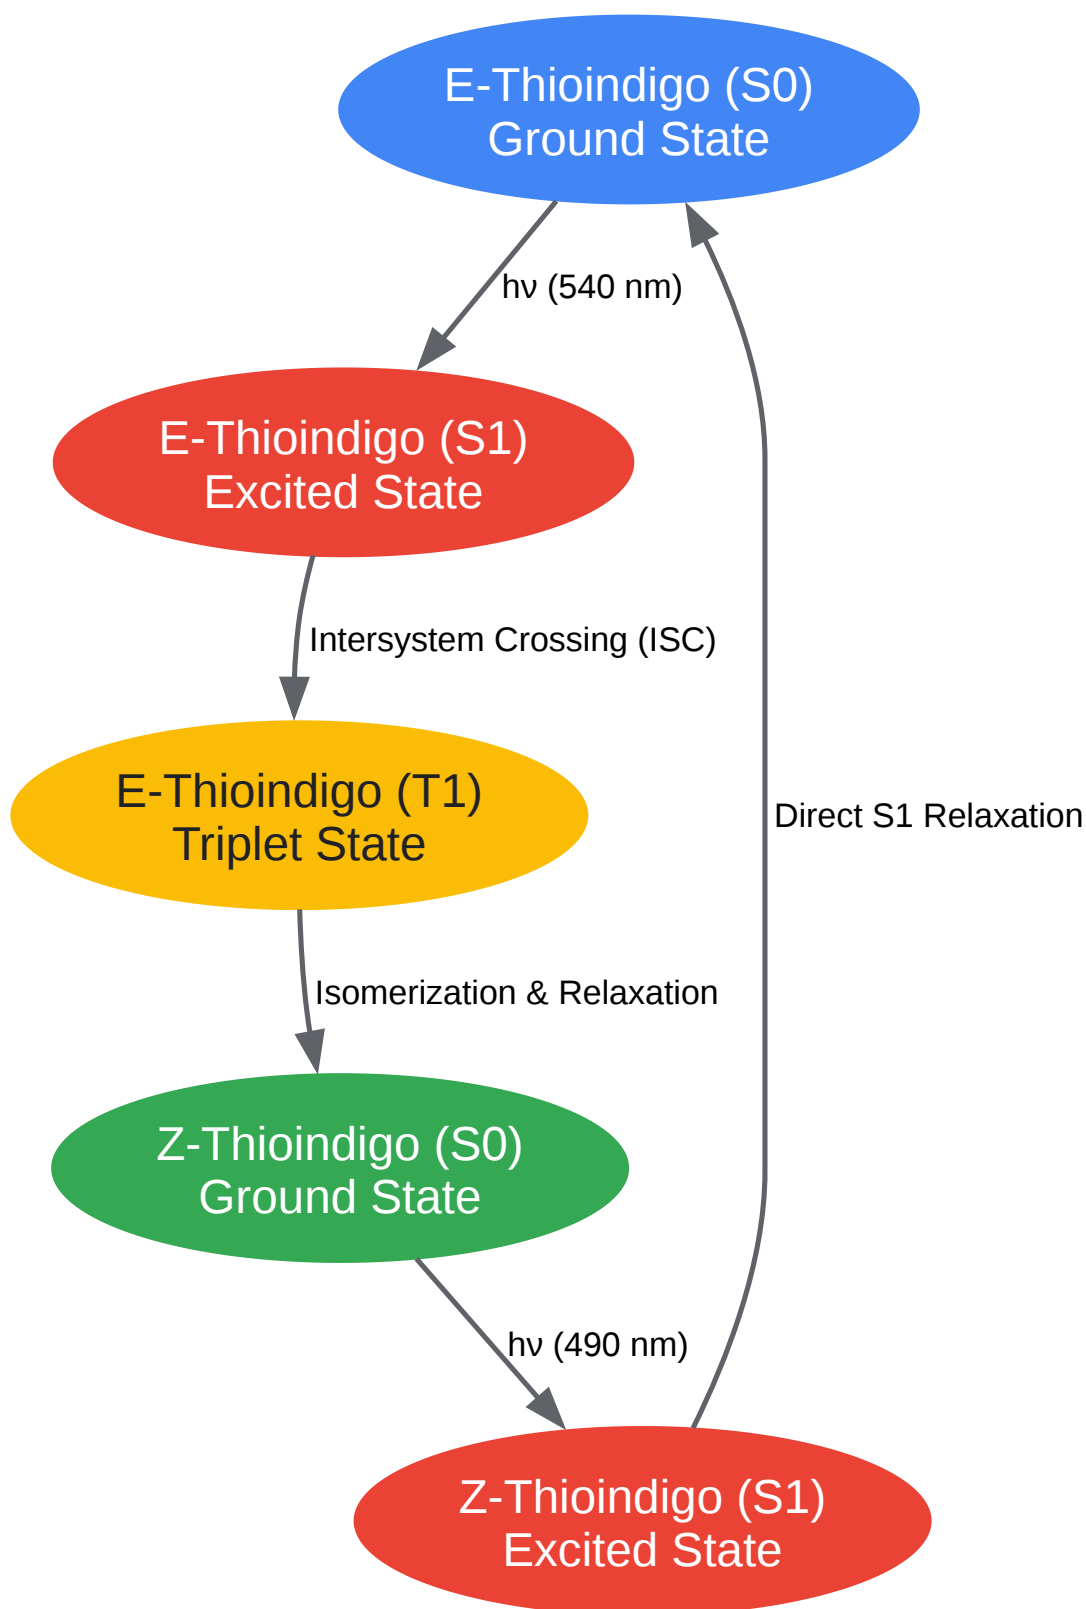 E-Thioindigo (S0)
Ground State
hν (540 nm)
E-Thioindigo (S1)
Excited State
Intersystem Crossing (ISC)
E-Thioindigo (T1)
Triplet State
Direct S1 Relaxation
Isomerization & Relaxation
Z-Thioindigo (S0)
Ground State
hν (490 nm)
Z-Thioindigo (S1)
Excited State